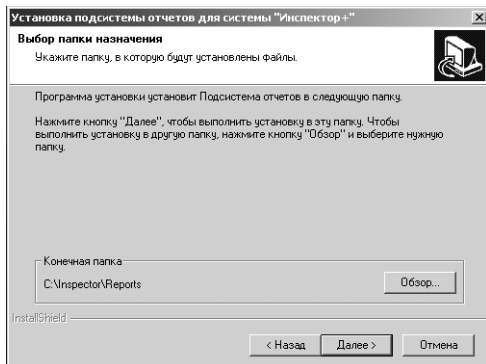 Установка подсистемы отчетов для системы "Инспектор+"
Выбор папки назначения
Укажите папку, в которую будут установлены файлы.
Программа установки установит Подсистема отчетов в следующую папку.
Нажмите кнопку "Далее", чтобы выполнить установку в эту папку. Чтобы
выполнить установку в другую папку, нажмите кнопку "Обзор" и выберите нужную
папку.
Конечная папка
C:\Inspector\Reports
Обзор...
InstallShield
< Назад
Далее >
Отмена